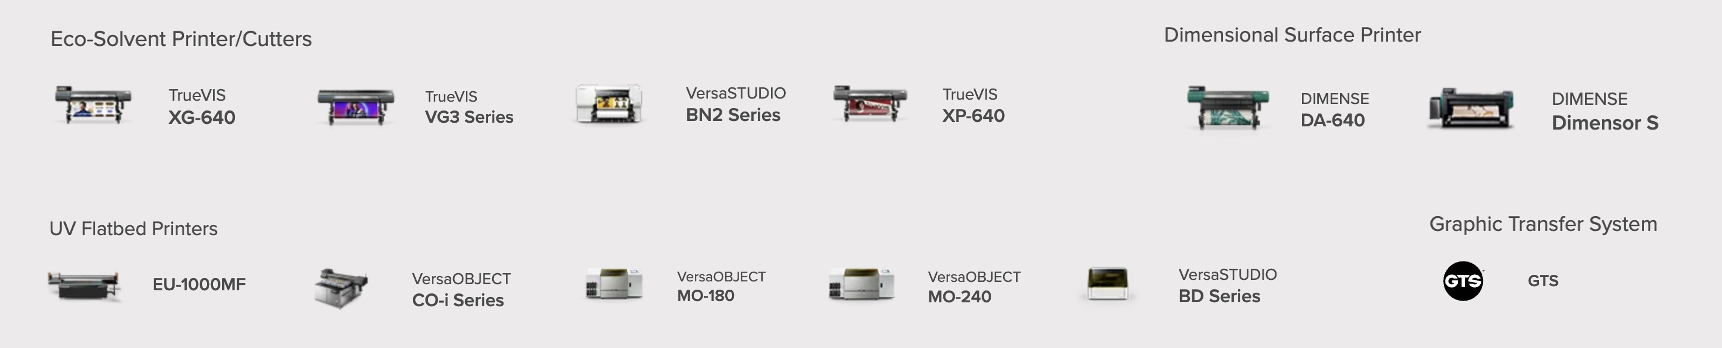 Eco-Solvent Printer/Cutters
TrueVIS
XG-640
TrueVIS
VG3 Series
VersaSTUDIO
BN2 Series
TrueVIS
XP-640
Dimensional Surface Printer
DIMENSE
DA-640
DIMENSE
Dimensor S
UV Flatbed Printers
EU-1000MF
VersaOBJECT
CO-i Series
VersaOBJECT
MO-180
VersaOBJECT
MO-240
VersaSTUDIO
BD Series
Graphic Transfer System
GTS
GTS